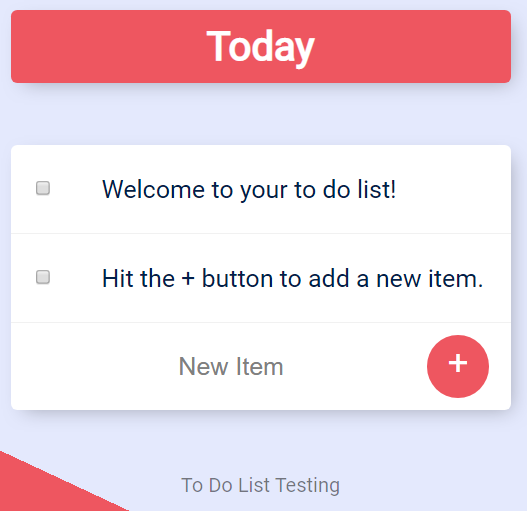 Today
Welcome to your to do list!
Hit the + button to add a new item.
New Item
+
To Do List Testing